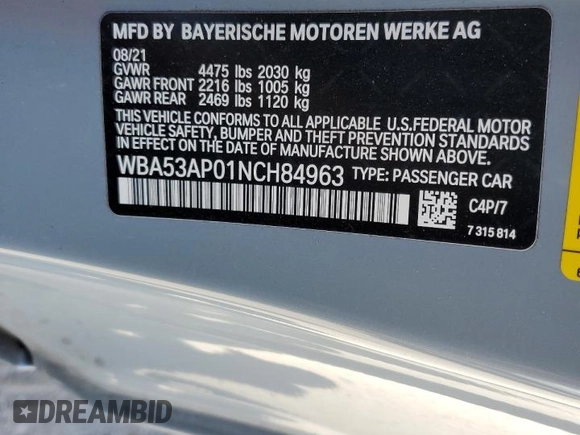 MFD BY BAYERISCHE MOTOREN WERKE AG
08/21
GVWR 4475 lbs 2030 kg
GAWR FRONT 2216 lbs 1005 kg
GAWR REAR 2469 lbs 1120 kg
THIS VEHICLE CONFORMS TO ALL APPLICABLE U.S.FEDERAL MOTOR
VEHICLE SAFETY, BUMPER AND THEFT PREVENTION STANDARDS
IN EFFECT ON THE DATE OF MANUFACTURE SHOWN ABOVE.
WBA53AP01NCH84963 TYPE: PASSENGER CAR
C4P/7
7 315 814
DREAMBID